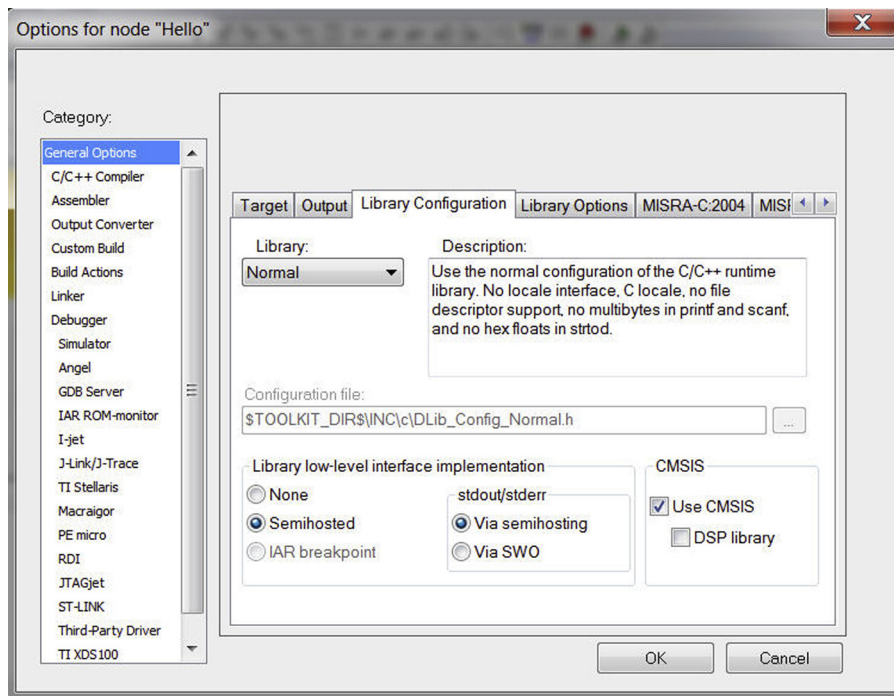 Options for node "Hello"
Category:
General Options
C/C++ Compiler
Assembler
Output Converter
Custom Build
Build Actions
Linker
Debugger
Simulator
Angel
GDB Server
IAR ROM-monitor
I-jet
J-Link/J-Trace
TI Stellaris
Macraigor
PE micro
RDI
JTAGjet
ST-LINK
Third-Party Driver
TI XDS100
Target Output Library Configuration Library Options MISRA-C:2004
Library:
Normal
Description:
Use the normal configuration of the C/C++ runtime
library. No locale interface, C locale, no file
descriptor support, no multibytes in printf and scanf,
and no hex floats in strtod.
Configuration file:
$TOOLKIT_DIR$\INC\c\DLib_Config_Normal.h
...
Library low-level interface implementation
None
Semihosted
IAR breakpoint
stdout/stderr
Via semihosting
Via SWO
CMSIS
Use CMSIS
DSP library
OK Cancel